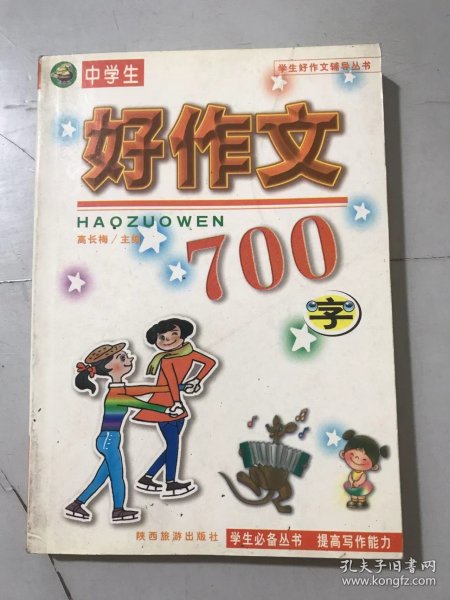 中学生
学生好作文辅导丛书
好作文
HAOZUOWEN
高长梅/主编
700
字
陕西旅游出版社
学生必备丛书 提高写作能力
孔夫子旧书网
www.kongfz.com